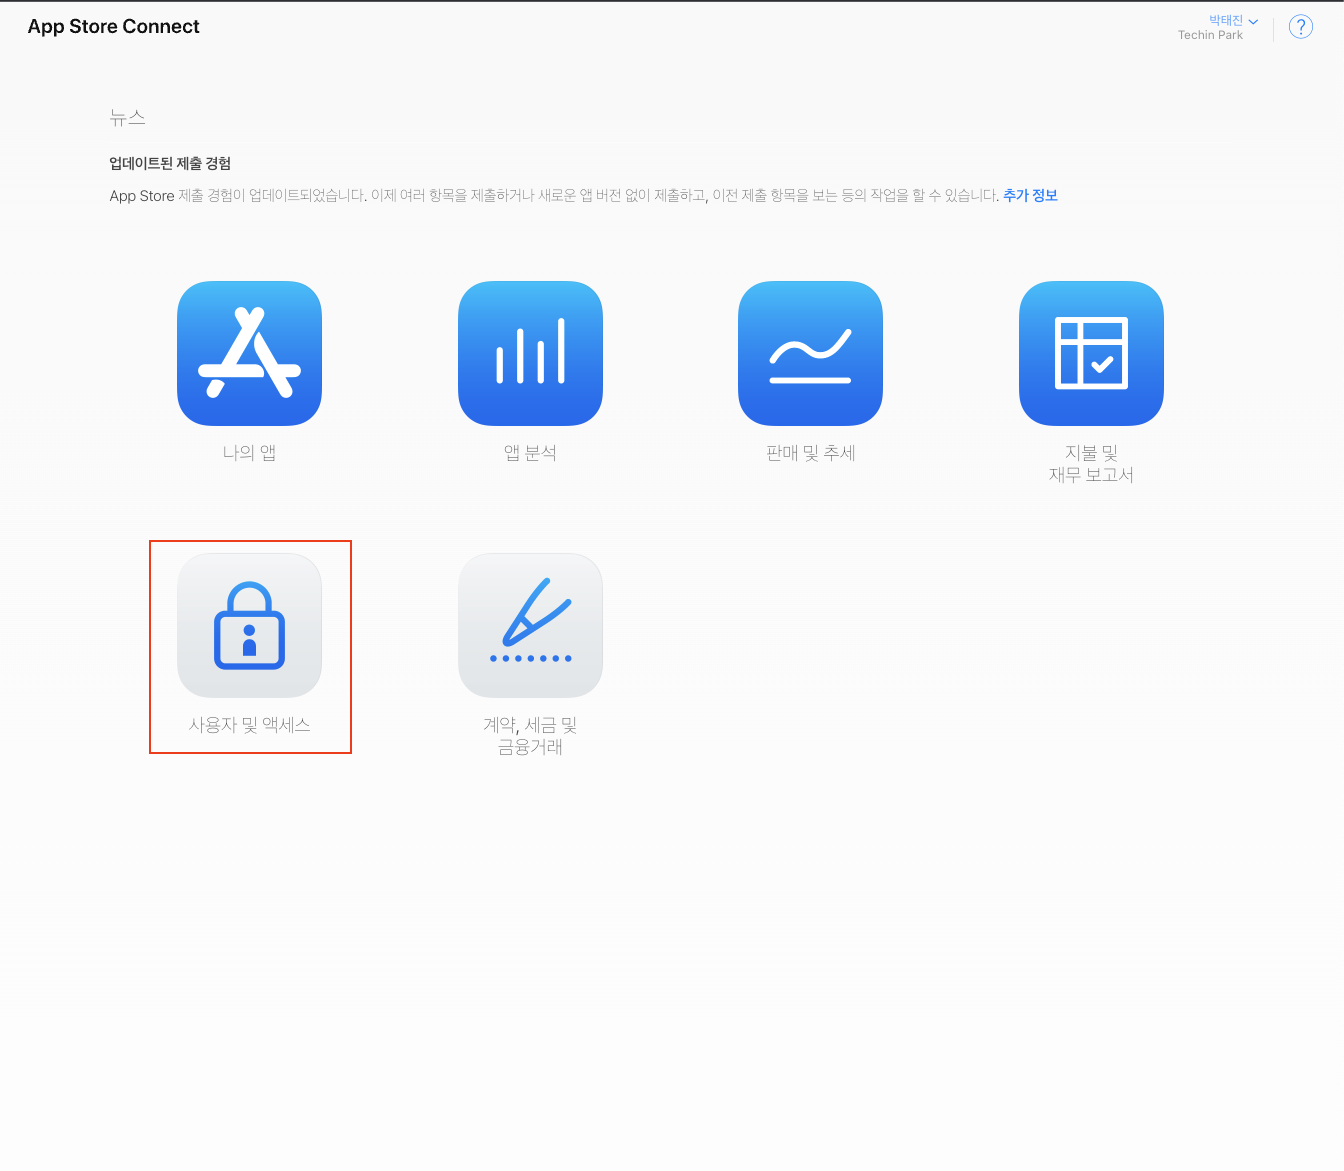 App Store Connect
박태진
Techin Park
?
뉴스
업데이트된 제출 경험
App Store 제출 경험이 업데이트되었습니다. 이제 여러 항목을 제출하거나 새로운 앱 버전 없이 제출하고, 이전 제출 항목을 보는 등의 작업을 할 수 있습니다. 추가 정보
나의 앱
앱 분석
판매 및 추세
지불 및
재무 보고서
사용자 및 액세스
계약, 세금 및
금융거래